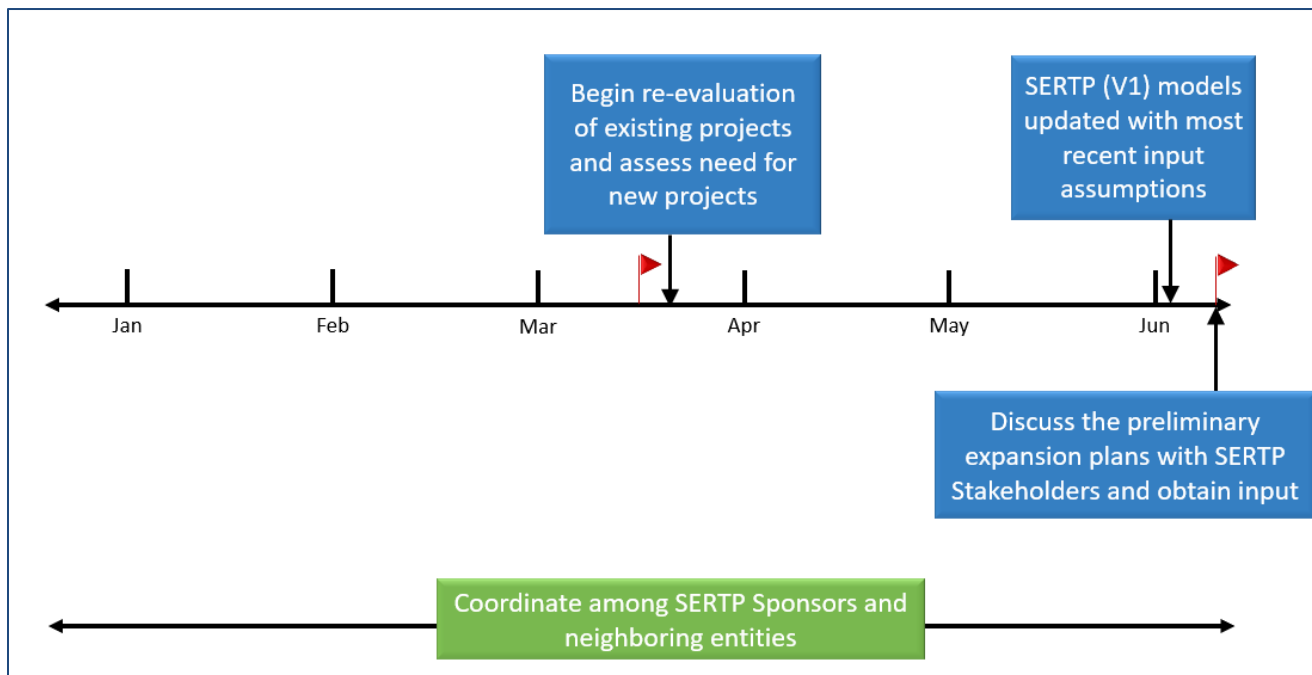 Begin re-evaluation
of existing projects
and assess need for
new projects
SERTP (V1) models
updated with most
recent input
assumptions
Jan
Feb
Mar
Apr
May
Jun
Discuss the preliminary
expansion plans with SERTP
Stakeholders and obtain input
Coordinate among SERTP Sponsors and
neighboring entities